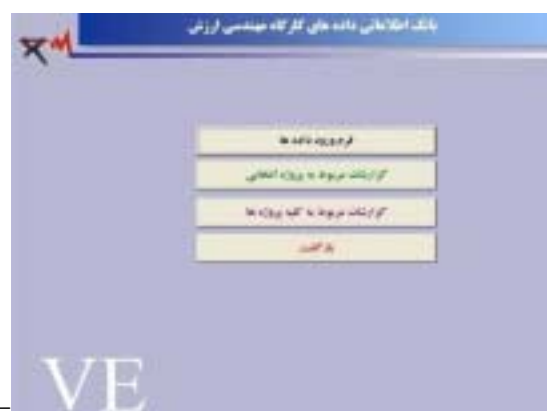 بانک اطلاعاتی داده های کارگاه مهندسی ارزش
فرم ورود داده ها
گزارشات مربوط به پروژه انتخابی
گزارشات مربوط به کلیه پروژه ها
بازگشت
VE